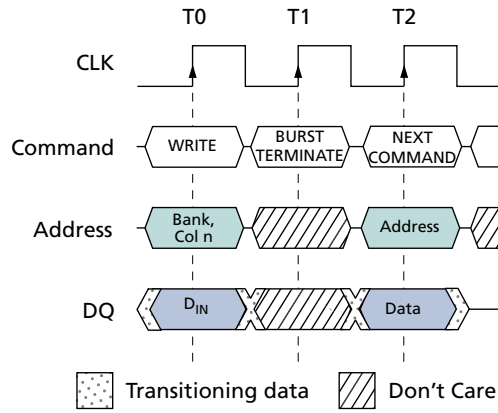 T0 T1 T2
CLK
Command WRITE BURST TERMINATE NEXT COMMAND
Address Bank, Col n Address
DQ DIN Data
Transitioning data Don't Care